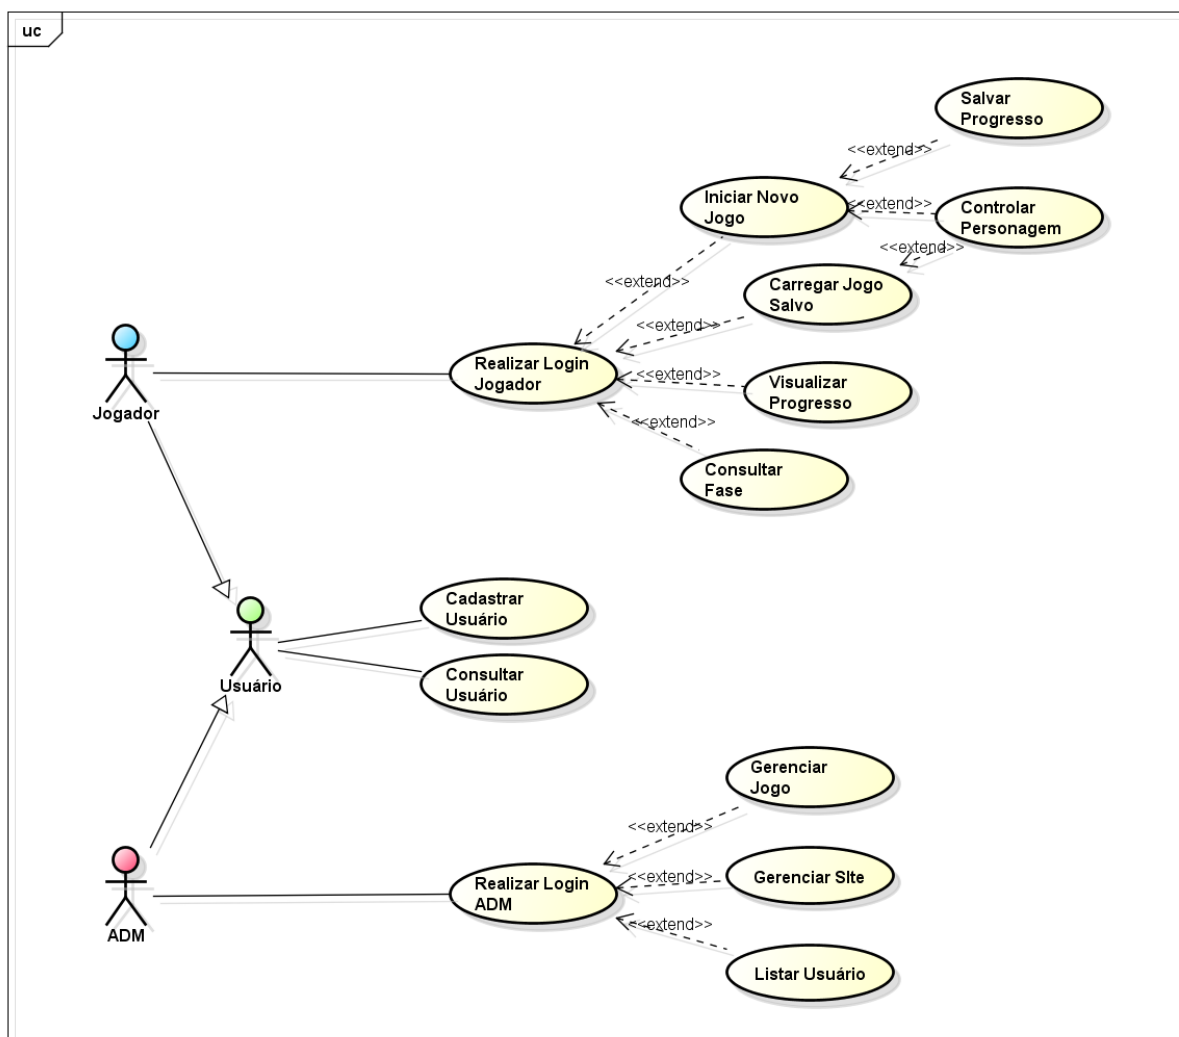 uc
Salvar
Progresso
<<extend>>
Iniciar Novo
Jogo
<<extend>>
Controlar
Personagem
<<extend>>
<<extend>>
Carregar Jogo
Salvo
<<extend>>
Jogador
Realizar Login
Jogador
<<extend>>
Visualizar
Progresso
<<extend>>
Consultar
Fase
Usuário
Cadastrar
Usuário
Consultar
Usuário
Gerenciar
Jogo
<<extend>>
ADM
Realizar Login
ADM
<<extend>>
Gerenciar SIte
<<extend>>
Listar Usuário